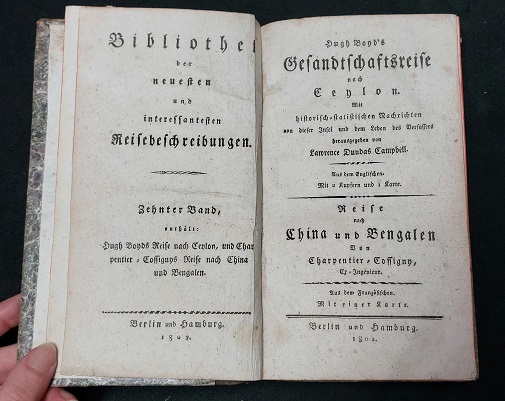 Bibliothek
der
neuesten
und
interessantesten
Reisebeschreibungen.
Zehnter Band,
enthält:
Hugh Boyds Reise nach Ceylon, und Char
pentier-Cossignys Reise nach China
und Bengalen.
Berlin und Hamburg.
1802.
Hugh Boyd's
Gesandtschaftsreise
nach
Ceylon.
Mit
historisch-statistischen Nachrichten
von dieser Insel und dem Leben des Verfassers
herausgegeben von
Lawrence Dundas Campbell.
Aus dem Englischen.
Mit 2 Kupfern und 1 Karte.
Reise
nach
China und Bengalen
Von
Charpentier-Cossigny,
Ex-Ingénieur.
Aus dem Französischen.
Mit einer Karte.
Berlin und Hamburg.
1802.